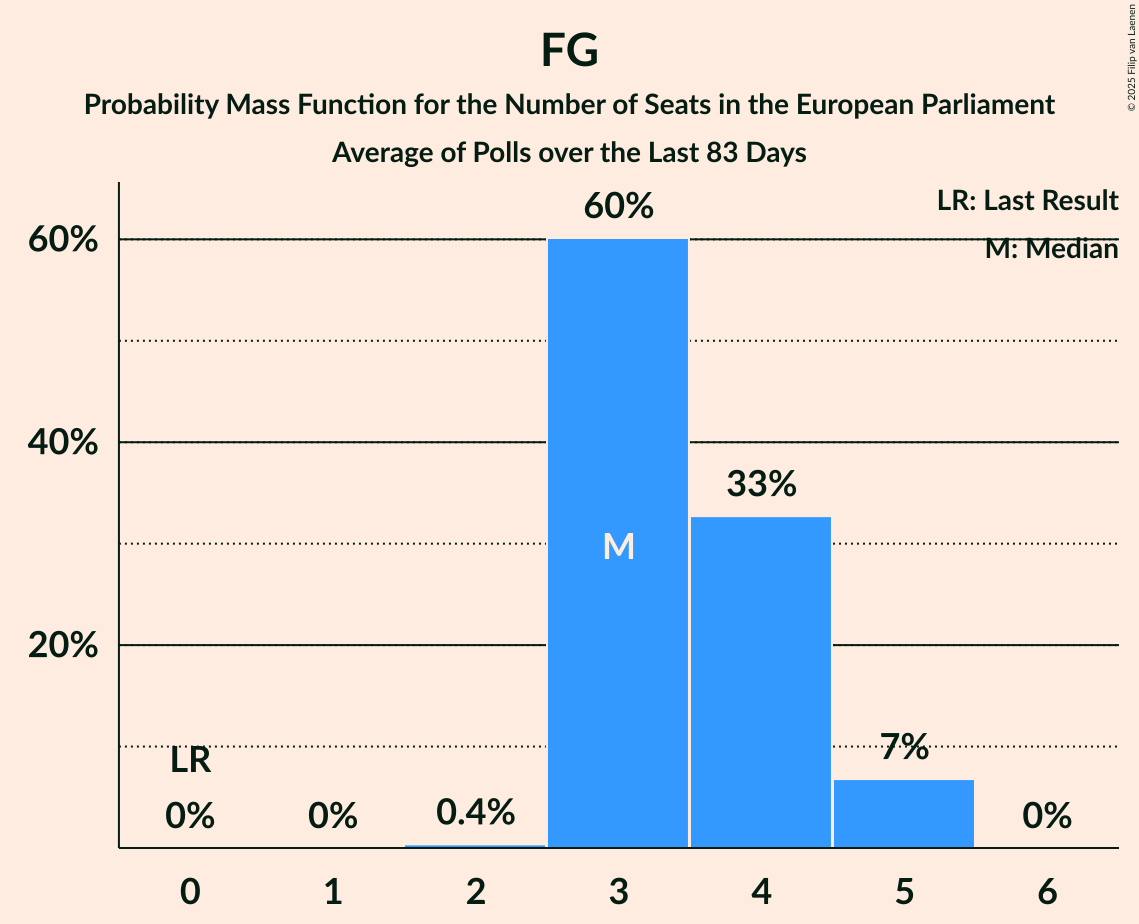 FG
Probability Mass Function for the Number of Seats in the European Parliament
Average of Polls over the Last 83 Days
© 2025 Filip van Laenen
LR: Last Result
M: Median
60%
40%
20%
60%
33%
7%
M
LR
0%
0%
0.4%
0%
0
1
2
3
4
5
6